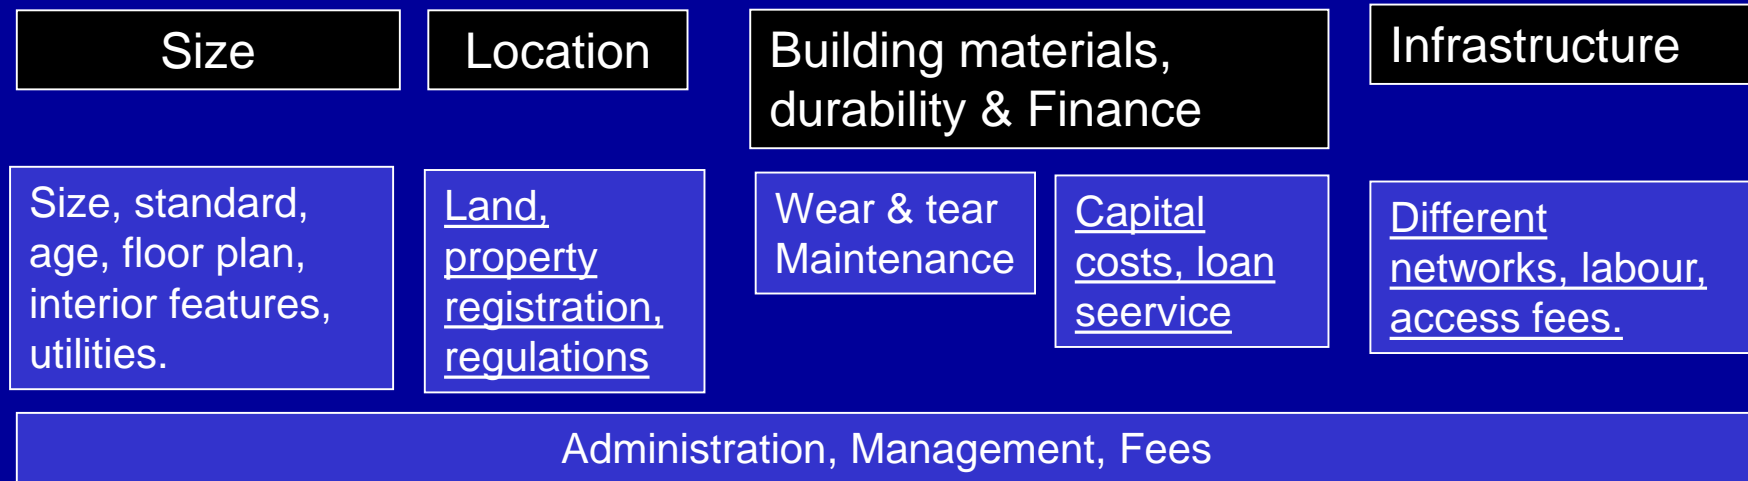 Size
Location
Building materials,
durability & Finance
Infrastructure
Size, standard,
age, floor plan,
interior features,
utilities.
Land,
property
registration,
regulations
Wear & tear
Maintenance
Capital
costs, loan
seervice
Different
networks, labour,
access fees.
Administration, Management, Fees